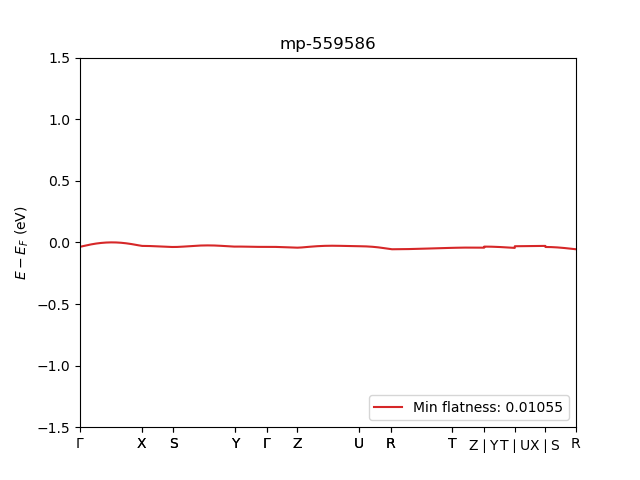 mp-559586
E − E_F (eV)
1.5
1.0
0.5
0.0
−0.5
−1.0
−1.5
Min flatness: 0.01055
Γ X S Y Γ Z U R T Z | Y T | U X | S R